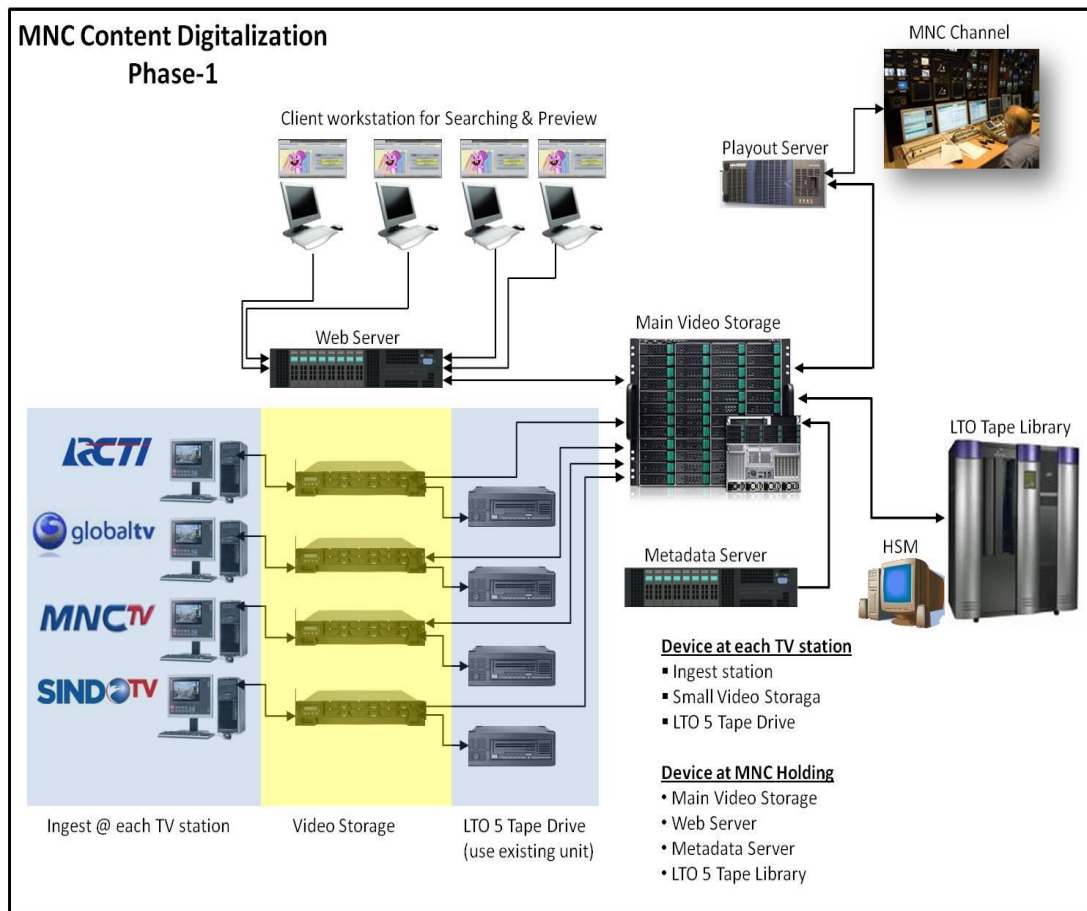 MNC Content Digitalization
Phase-1
MNC Channel
Client workstation for Searching & Preview
Playout Server
Web Server
Main Video Storage
RCTI
globaltv
MNCTV
SINDOTV
LTO Tape Library
HSM
Metadata Server
Device at each TV station
▪ Ingest station
▪ Small Video Storaga
▪ LTO 5 Tape Drive
Device at MNC Holding
• Main Video Storage
• Web Server
• Metadata Server
• LTO 5 Tape Library
Ingest @ each TV station
Video Storage
LTO 5 Tape Drive
(use existing unit)